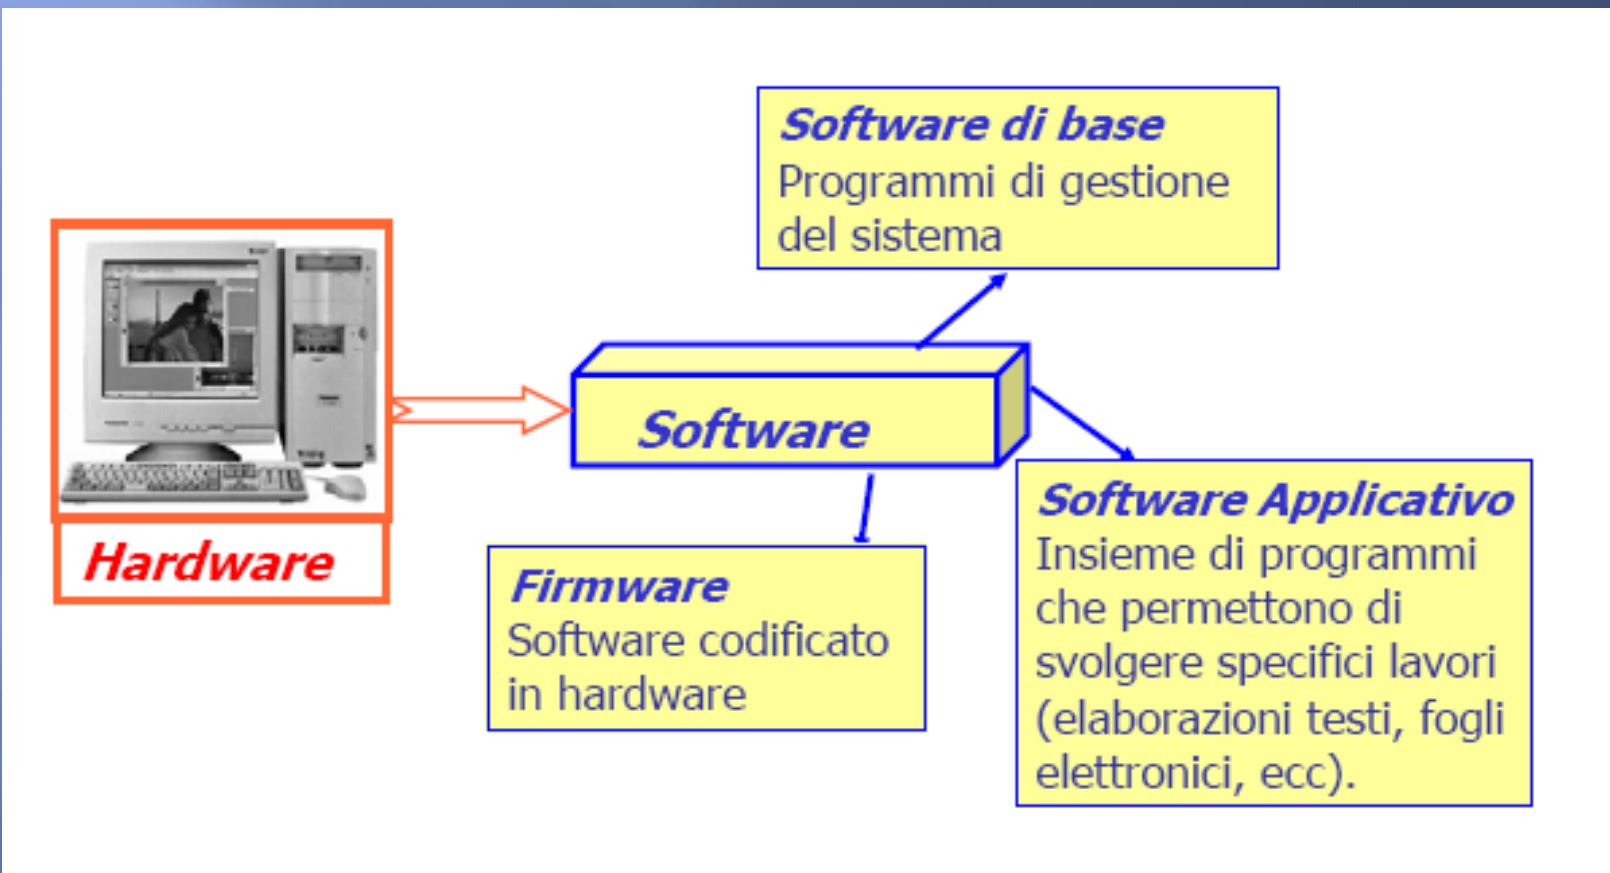 Software di base
Programmi di gestione
del sistema
Software
Hardware
Firmware
Software codificato
in hardware
Software Applicativo
Insieme di programmi
che permettono di
svolgere specifici lavori
(elaborazioni testi, fogli
elettronici, ecc).